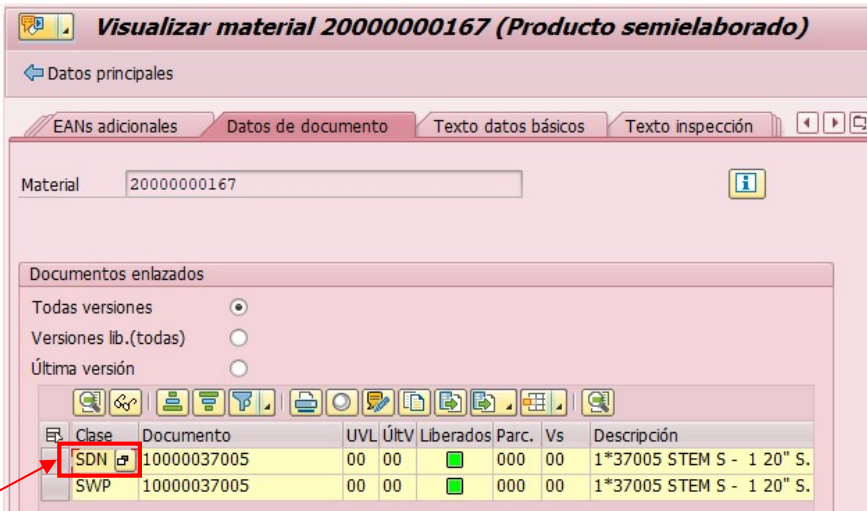 Visualizar material 20000000167 (Producto semielaborado)
Datos principales
EANs adicionales Datos de documento Texto datos básicos Texto inspección
Material 20000000167
Documentos enlazados
Todas versiones
Versiones lib.(todas)
Última versión
Clase Documento UVL ÚltV Liberados Parc. Vs Descripción
SDN 10000037005 00 00 000 00 1*37005 STEM S - 1 20" S.
SWP 10000037005 00 00 000 00 1*37005 STEM S - 1 20" S.